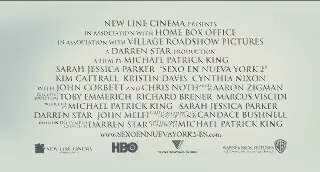 NEW LINE CINEMA PRESENTS
IN ASSOCIATION WITH HOME BOX OFFICE
IN ASSOCIATION WITH VILLAGE ROADSHOW PICTURES
A DARREN STAR PRODUCTION
A FILM BY MICHAEL PATRICK KING
SARAH JESSICA PARKER "SEXO EN NUEVA YORK 2"
KIM CATTRALL KRISTIN DAVIS CYNTHIA NIXON
WITH JOHN CORBETT AND CHRIS NOTH AARON ZIGMAN
TOBY EMMERICH RICHARD BRENER MARCUS VISCIDI
MICHAEL PATRICK KING SARAH JESSICA PARKER
DARREN STAR JOHN MELFI CANDACE BUSHNELL
DARREN STAR MICHAEL PATRICK KING
WWW.SEXOENNUEVAYORK2-ES.COM
NEW LINE CINEMA HBO WARNER BROS. PICTURES